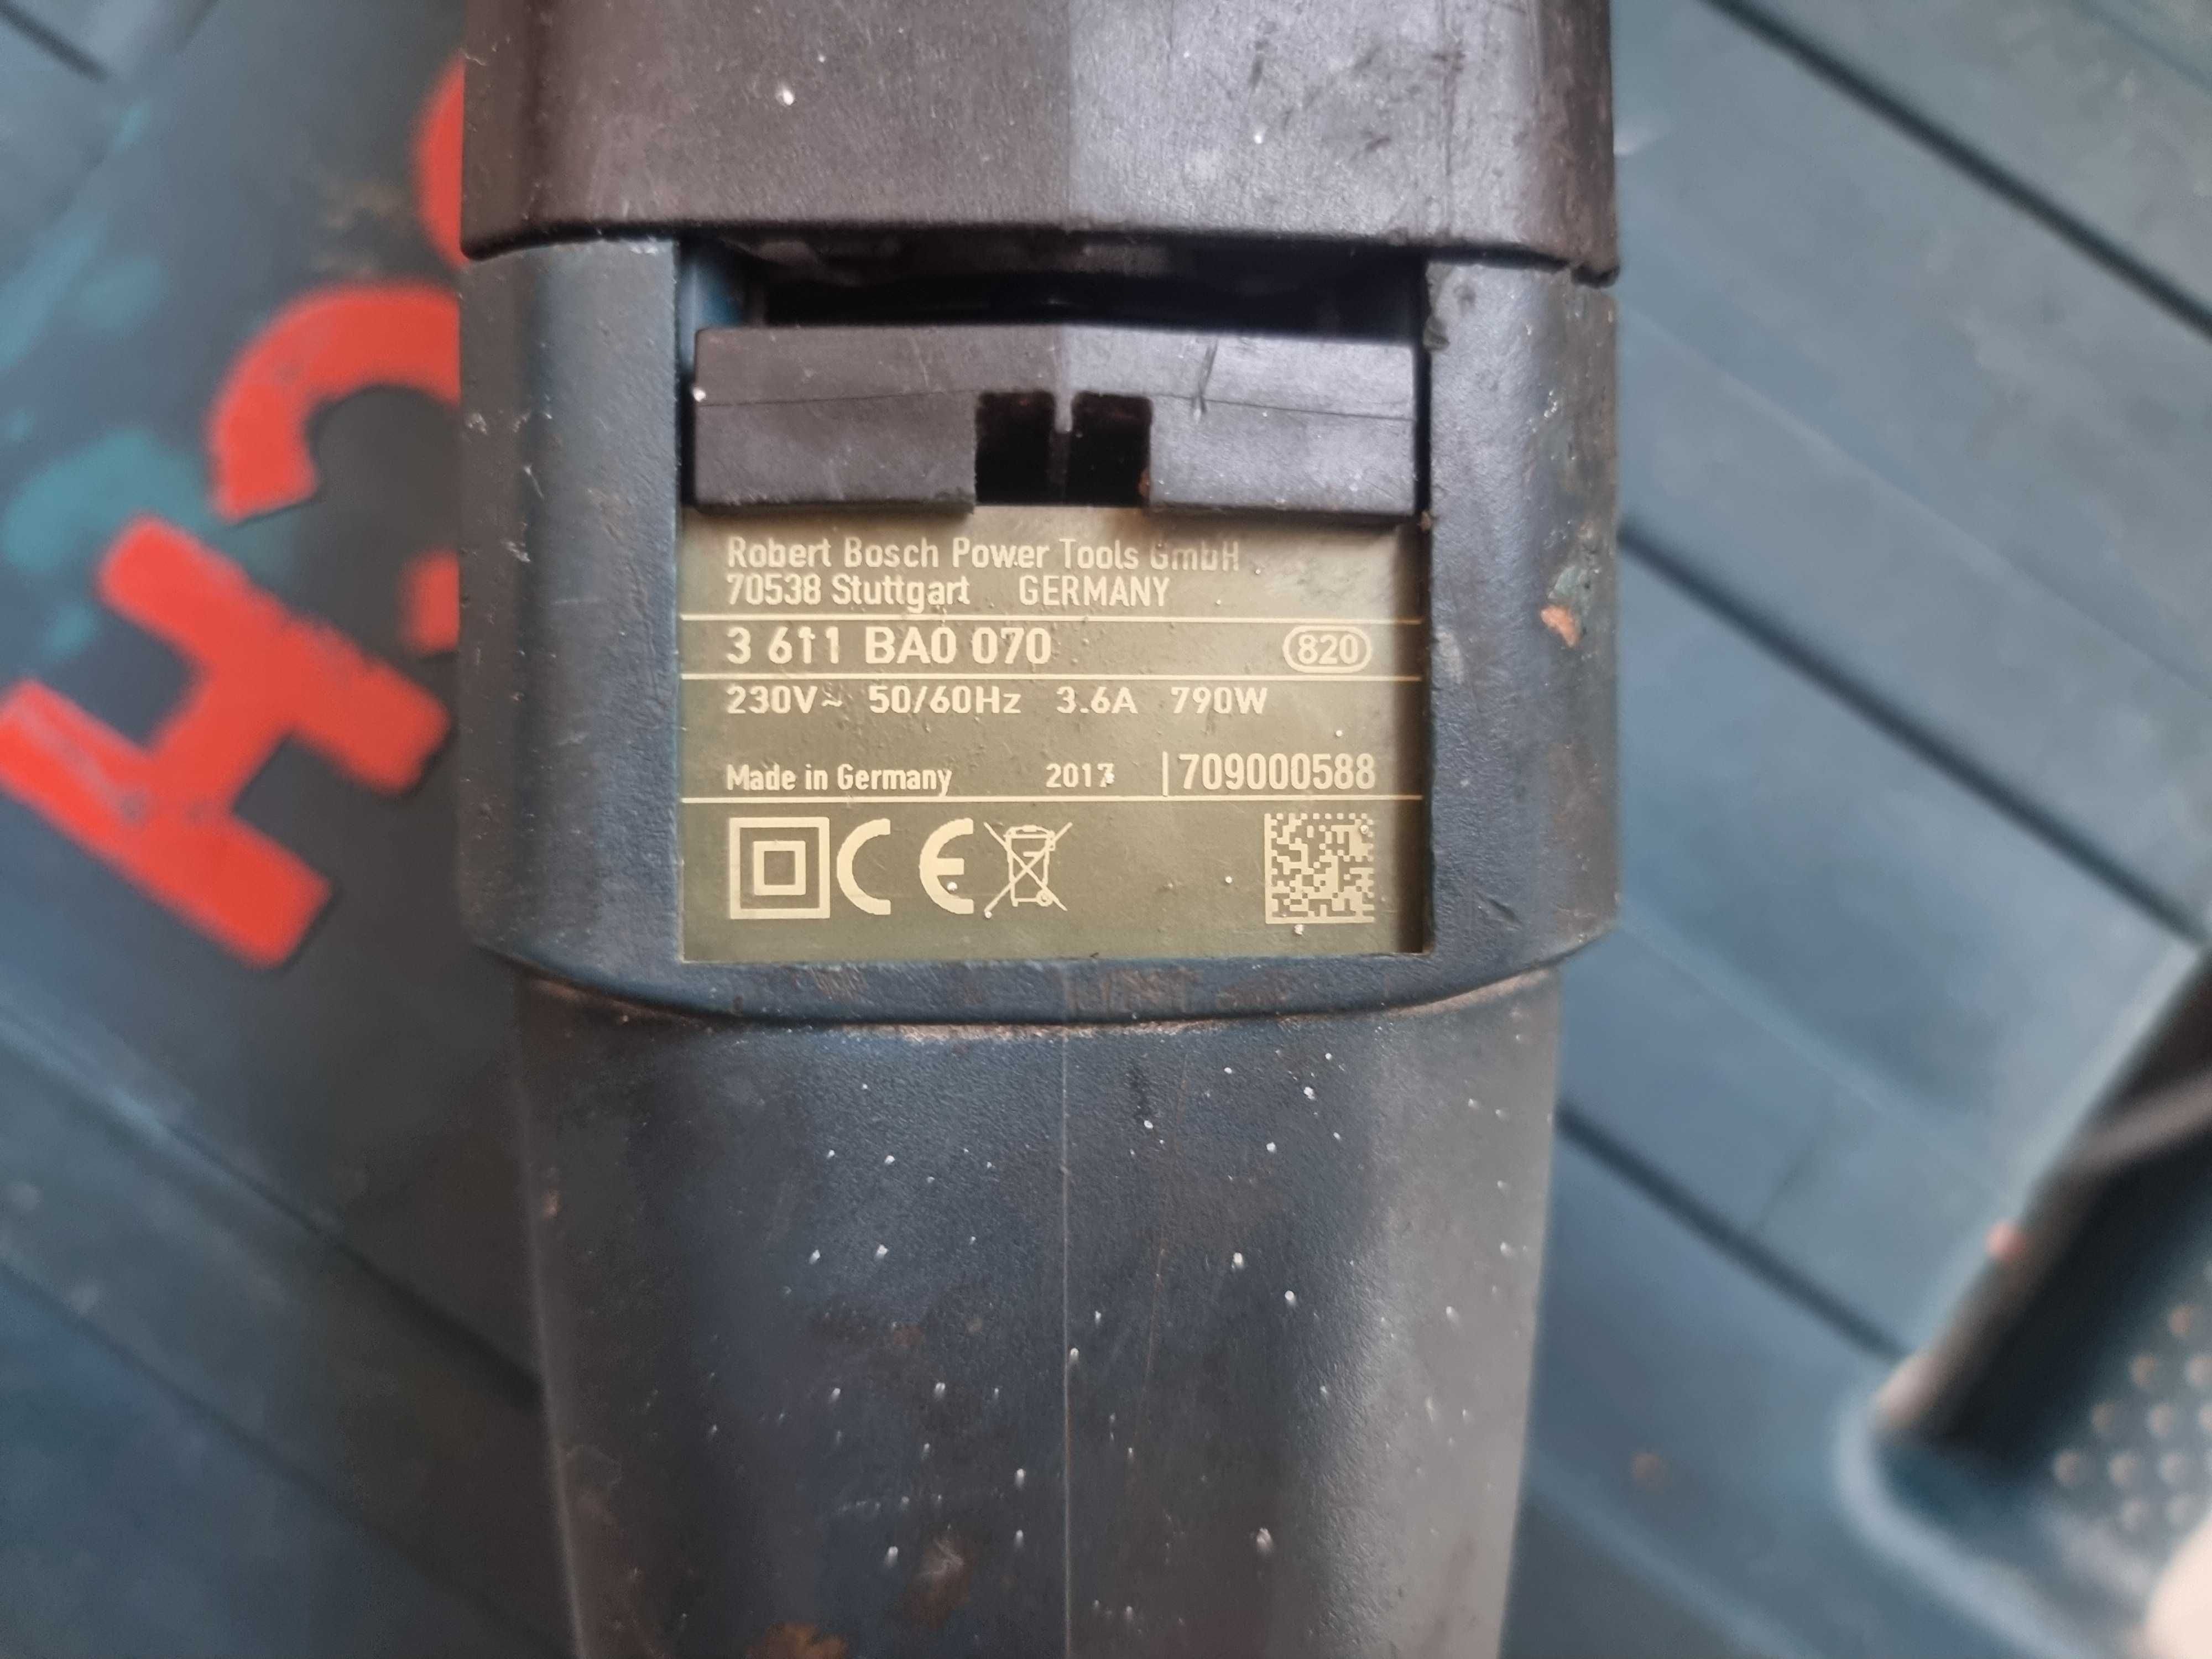 Robert Bosch Power Tools GmbH
70538 Stuttgart GERMANY
3 611 BA0 070 820
230V~ 50/60Hz 3.6A 790W
Made in Germany 2017 709000588
CE